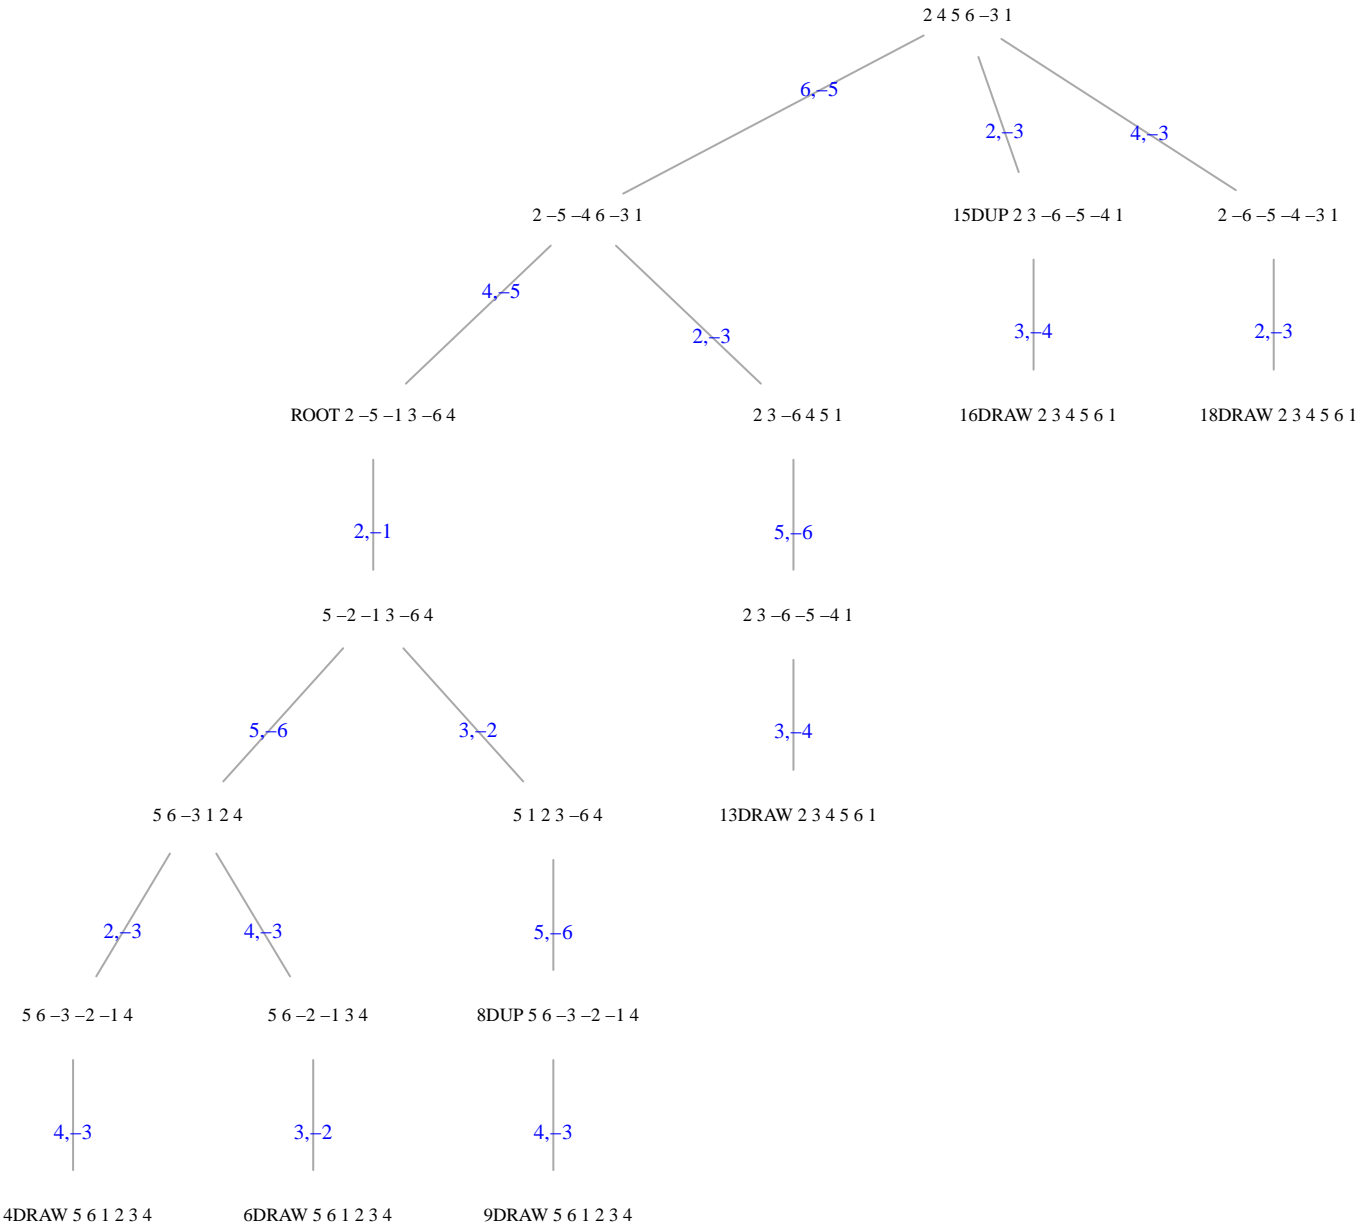 2 4 5 6 –3 1
6,–5
2,–3
4,–3
2 –5 –4 6 –3 1
15DUP 2 3 –6 –5 –4 1
2 –6 –5 –4 –3 1
4,–5
2,–3
3,–4
2,–3
ROOT 2 –5 –1 3 –6 4
2 3 –6 4 5 1
16DRAW 2 3 4 5 6 1
18DRAW 2 3 4 5 6 1
2,–1
5,–6
5 –2 –1 3 –6 4
2 3 –6 –5 –4 1
5,–6
3,–2
3,–4
5 6 –3 1 2 4
5 1 2 3 –6 4
13DRAW 2 3 4 5 6 1
2,–3
4,–3
5,–6
5 6 –3 –2 –1 4
5 6 –2 –1 3 4
8DUP 5 6 –3 –2 –1 4
4,–3
3,–2
4,–3
4DRAW 5 6 1 2 3 4
6DRAW 5 6 1 2 3 4
9DRAW 5 6 1 2 3 4